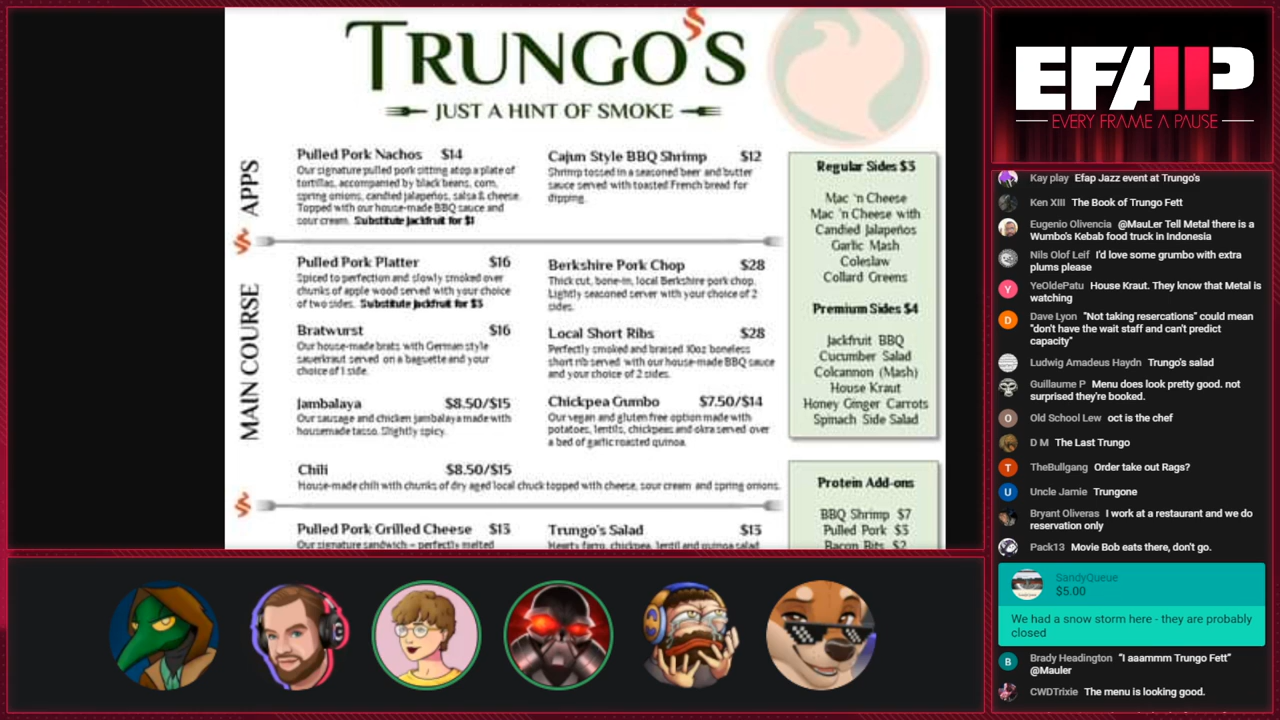 TRUNGO'S
JUST A HINT OF SMOKE
APPS
Pulled Pork Nachos $14
Our signature pulled pork sitting atop a plate of
tortillas, accompanied by black beans, corn,
spring onions, candied jalapeños, salsa & cheese.
Topped with our house-made BBQ sauce and
sour cream. Substitute Jackfruit for $1
Cajun Style BBQ Shrimp $12
Shrimp tossed in a seasoned beer and butter
sauce served with toasted French bread for
dipping.
MAIN COURSE
Pulled Pork Platter $16
Spiced to perfection and slowly smoked over
chunks of apple wood served with your choice
of two sides. Substitute jackfruit for $3
Bratwurst $16
Our house-made brats with German style
sauerkraut served on a baguette and your
choice of 1 side.
Jambalaya $8.50/$15
Our sausage and chicken jambalaya made with
housemade tasso. Slightly spicy.
Berkshire Pork Chop $28
Thick cut, bone-in, local Berkshire pork chop.
Lightly seasoned server with your choice of 2
sides.
Local Short Ribs $28
Perfectly smoked and braised 10oz boneless
short rib served with our house-made BBQ sauce
and your choice of 2 sides.
Chickpea Gumbo $7.50/$14
Our vegan and gluten free option made with
potatoes, lentils, chickpeas and okra served over
a bed of garlic roasted quinoa.
Chili $8.50/$15
House-made chili with chunks of dry aged local chuck topped with cheese, sour cream and spring onions.
Pulled Pork Grilled Cheese $13
Our signature sandwich – perfectly melted
Trungo's Salad $13
Hearty farro, chickpea, lentil and quinoa salad
Regular Sides $3
Mac 'n Cheese
Mac 'n Cheese with
Candied Jalapeños
Garlic Mash
Coleslaw
Collard Greens
Premium Sides $4
Jackfruit BBQ
Cucumber Salad
Colcannon (Mash)
House Kraut
Honey Ginger Carrots
Spinach Side Salad
Protein Add-ons
BBQ Shrimp $7
Pulled Pork $3
Bacon Bits $2
EFAP
EVERY FRAME A PAUSE
Kay play Efap Jazz event at Trungo's
Ken XIII The Book of Trungo Fett
Eugenio Olivencia @MauLer Tell Metal there is a
Wumbo's Kebab food truck in Indonesia
Nils Olof Leif I'd love some grumbo with extra
plums please
Y
YeOldePatu House Kraut. They know that Metal is
watching
D
Dave Lyon "Not taking resercations" could mean
"don't have the wait staff and can't predict
capacity"
Ludwig Amadeus Haydn Trungo's salad
Guillaume P Menu does look pretty good. not
surprised they're booked.
O
Old School Lew oct is the chef
D M The Last Trungo
T
TheBullgang Order take out Rags?
U
Uncle Jamie Trungone
Bryant Oliveras I work at a restaurant and we do
reservation only
Pack13 Movie Bob eats there, don't go.
SandyQueue
$5.00
We had a snow storm here - they are probably
closed
B
Brady Headington "I aaammm Trungo Fett"
@Mauler
CWDTrixie The menu is looking good.